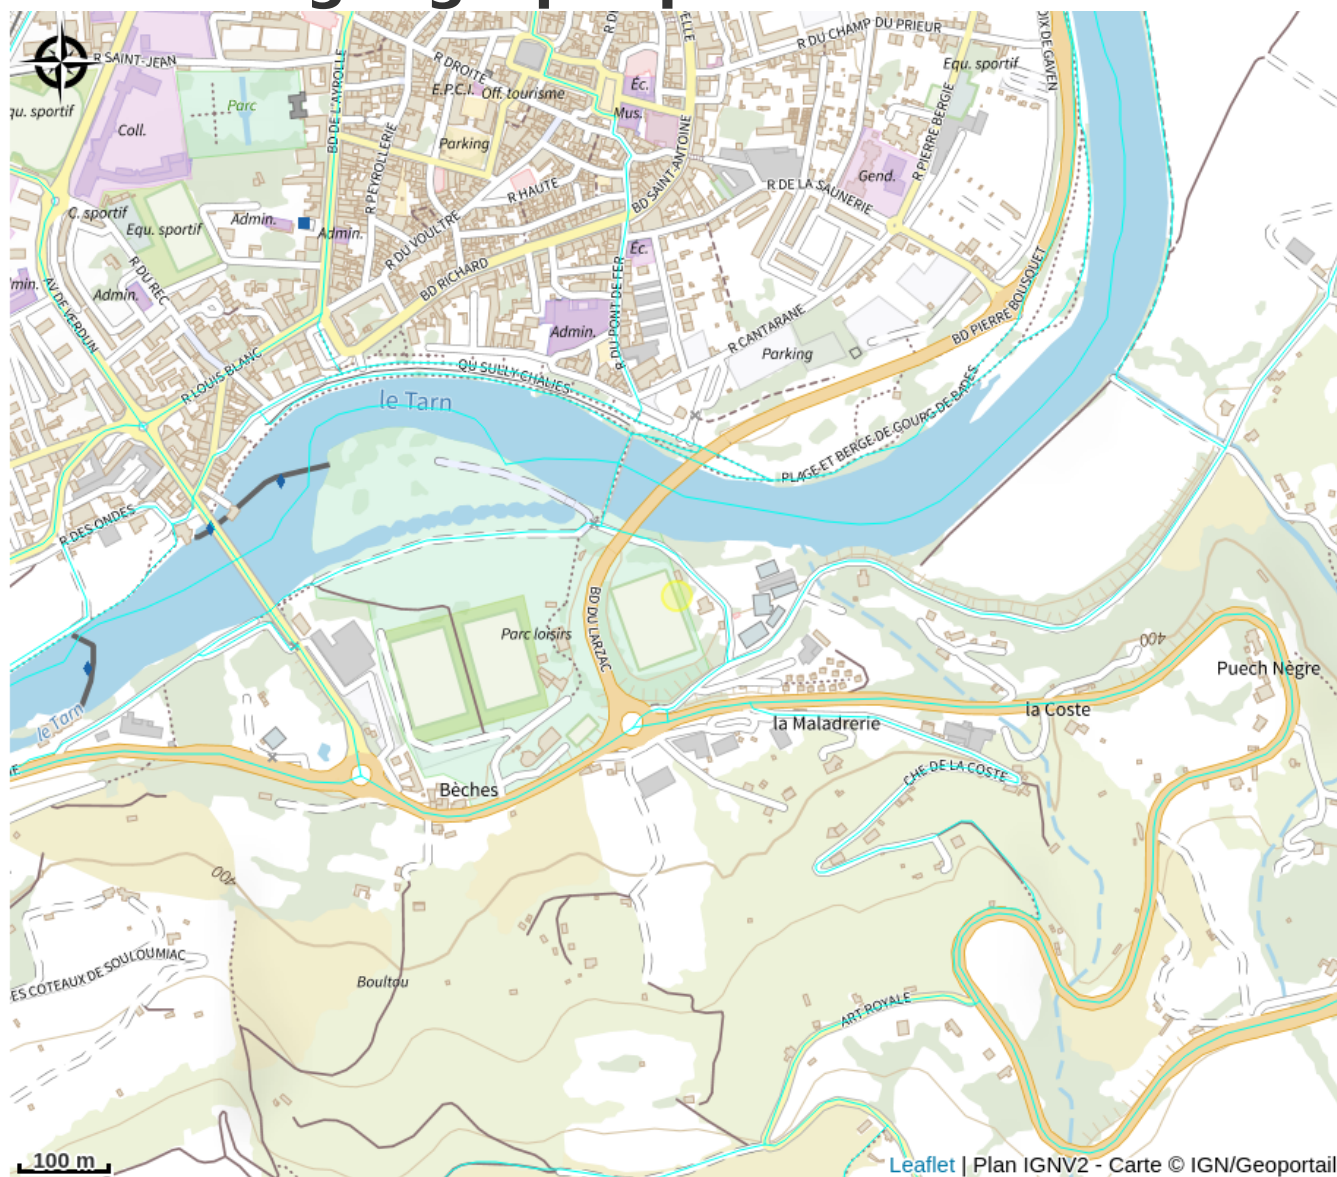 R SAINT-JEAN
Parc
Coll.
qu. sportif
C. sportif
Equ. sportif
Admin.
Admin.
Admin.
min.
R DU REC
AV DE VERDUN
R LOUIS BLANC
R DES ONDES
BD DE L'AYROLLE
R PEYROLLERIE
R DROITE
E.P.C.I.
Off. tourisme
Parking
R HAUTE
R DU VOULTRE
BD RICHARD
Éc.
Mus.
BD SAINT-ANTOINE
ELLE
R DU CHAMP DU PRIEUR
OIX DE GAVEN
Equ. sportif
R PIERRE BERGIE
Gend.
R DE LA SAUNERIE
Éc.
R DU PONT DE FER
Admin.
R CANTARANE
Parking
BD PIERRE BOUSQUET
QU SULLY-CHALIES
le Tarn
PLAGE ET BERGE DE GOURG DE BADES
BD DU LARZAC
Parc loisirs
le Tarn
400
Puech Nègre
la Coste
la Maladrerie
CHE DE LA COSTE
Bèches
400
ES COTEAUX DE SOULOUMIAC
Boultou
ART ROYALE
100 m
Leaflet | Plan IGNV2 - Carte © IGN/Geoportail